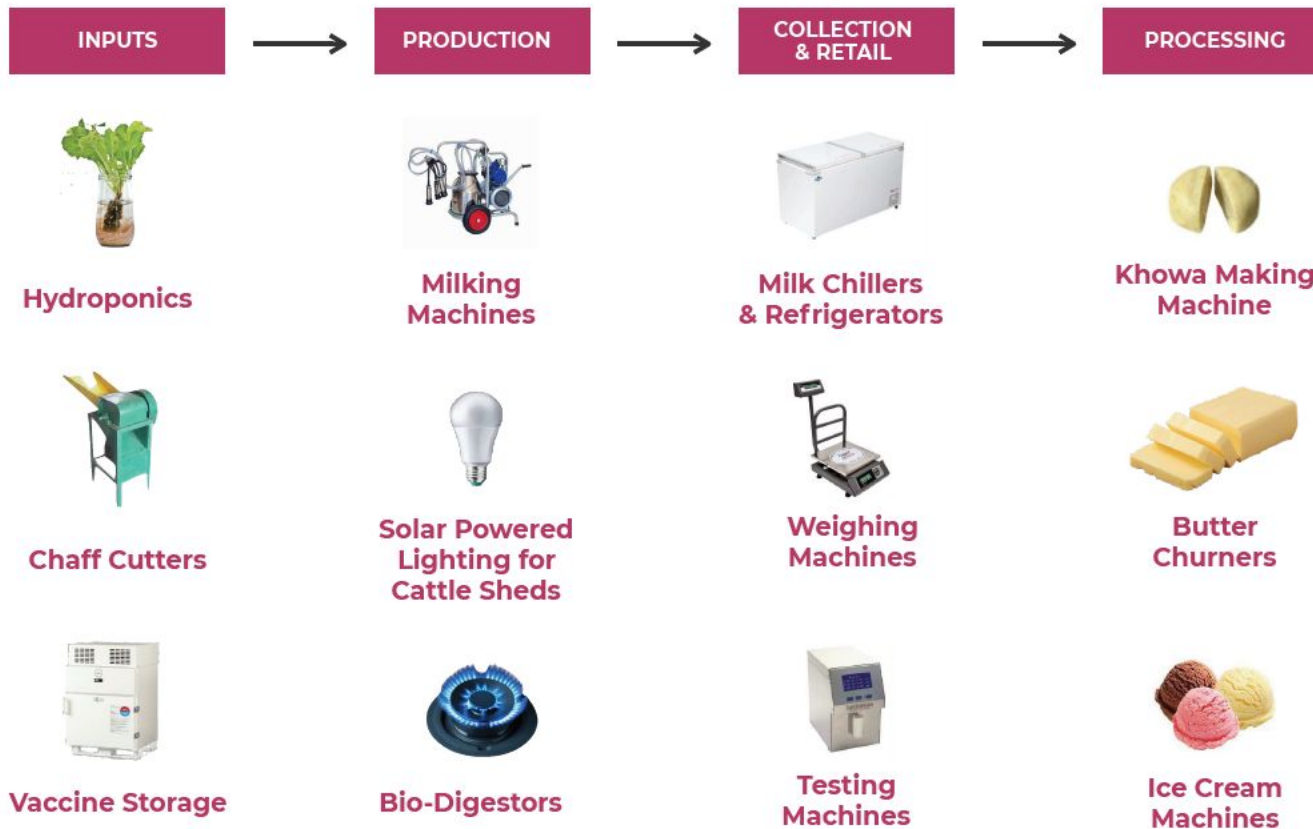 INPUTS
PRODUCTION
COLLECTION
& RETAIL
PROCESSING
Hydroponics
Milking
Machines
Milk Chillers
& Refrigerators
Khowa Making
Machine
Chaff Cutters
Solar Powered
Lighting for
Cattle Sheds
Weighing
Machines
Butter
Churners
Vaccine Storage
Bio-Digestors
Testing
Machines
Ice Cream
Machines